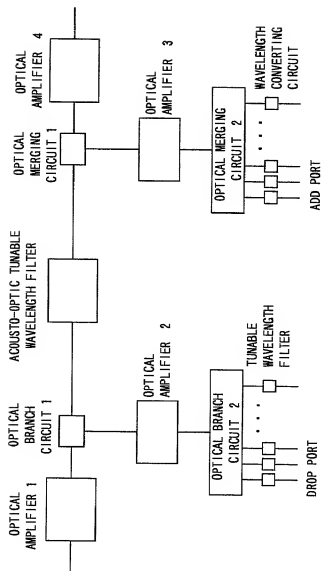 OPTICAL
AMPLIFIER 1
OPTICAL
BRANCH
CIRCUIT 1
ACOUSTO-OPTIC TUNABLE
WAVELENGTH FILTER
OPTICAL
MERGING
CIRCUIT 1
OPTICAL
AMPLIFIER 4
OPTICAL
AMPLIFIER 2
OPTICAL
AMPLIFIER 3
OPTICAL BRANCH
CIRCUIT 2
OPTICAL MERGING
CIRCUIT 2
DROP PORT
TUNABLE
WAVELENGTH
FILTER
ADD PORT
WAVELENGTH
CONVERTING
CIRCUIT